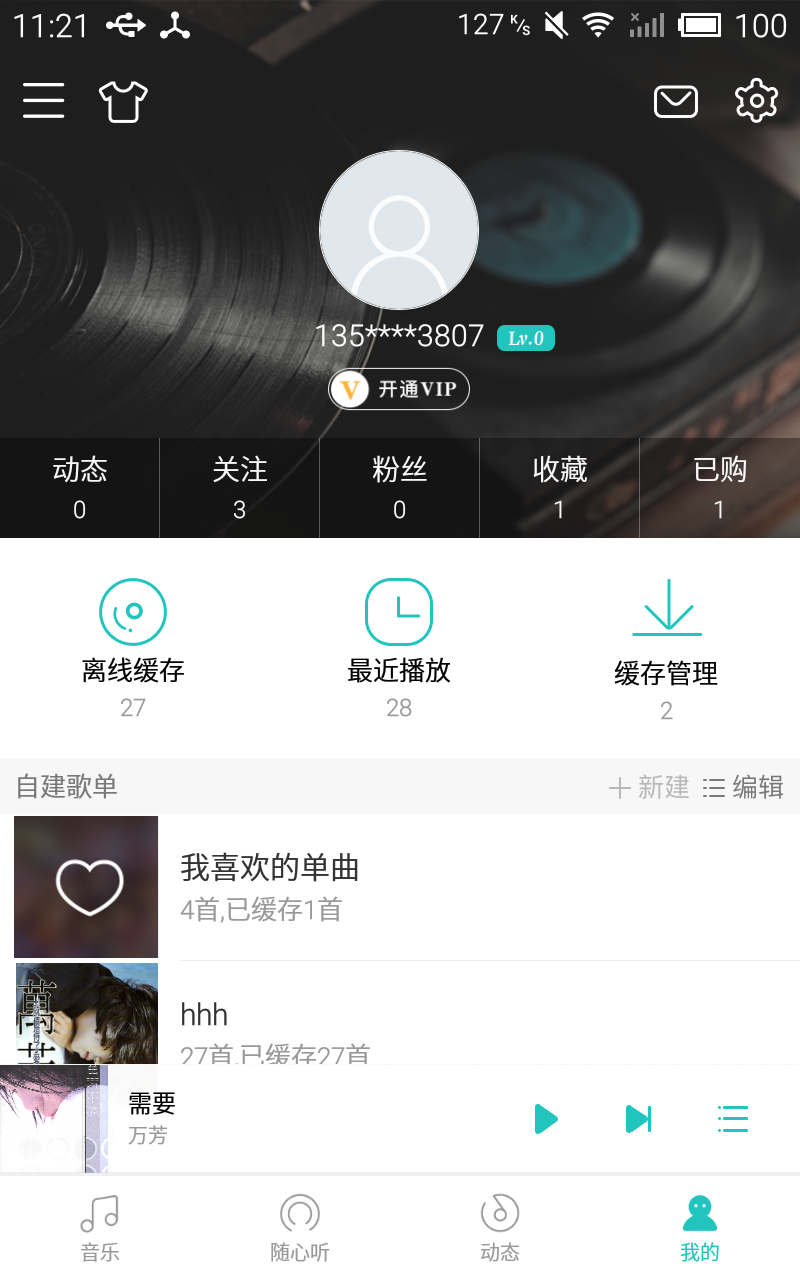 11:21 127 K/s 100
135****3807 Lv.0
V 开通VIP
动态 关注 粉丝 收藏 已购
0 3 0 1 1
离线缓存 最近播放 缓存管理
27 28 2
自建歌单 新建 编辑
我喜欢的单曲
4首,已缓存1首
萬芳
hhh
27首,已缓存27首
需要
万芳
音乐 随心听 动态 我的